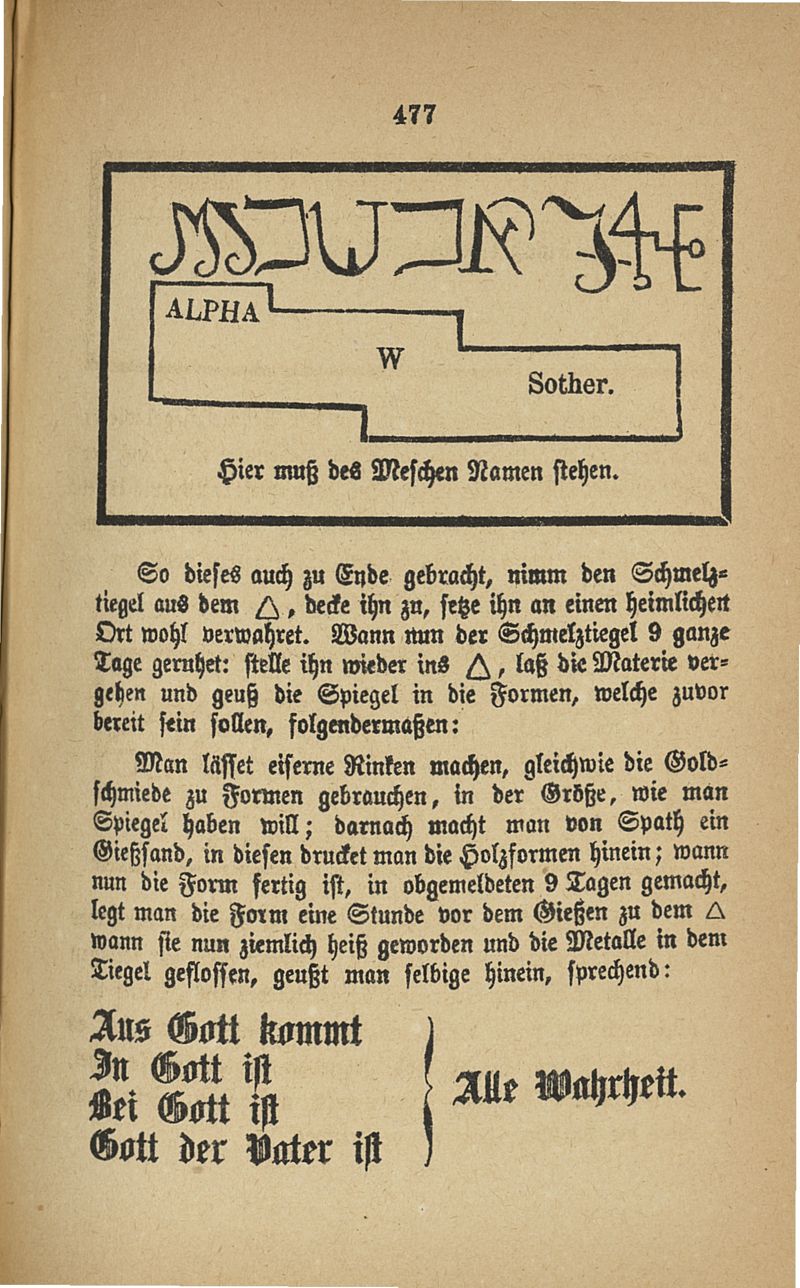 477
ALPHA
W
Sother.
Hier muß des Meschen Namen stehen.
So dieses auch zu Ende gebracht, nimm den Schmelz=
tiegel aus dem △, decke ihn zu, setze ihn an einen heimlichen
Ort wohl verwahret. Wann nun der Schmelztiegel 9 ganze
Tage geruhet: stelle ihn wieder ins △, laß die Materie ver=
gehen und geuß die Spiegel in die Formen, welche zuvor
bereit sein sollen, folgendermaßen:
Man lässet eiserne Rinken machen, gleichwie die Gold=
schmiede zu Formen gebrauchen, in der Größe, wie man
Spiegel haben will; darnach macht man von Spath ein
Gießsand, in diesen drucket man die Holzformen hinein; wann
nun die Form fertig ist, in obgemeldeten 9 Tagen gemacht,
legt man die Form eine Stunde vor dem Gießen zu dem △
wann sie nun ziemlich heiß geworden und die Metalle in dem
Tiegel geflossen, geußt man selbige hinein, sprechend:
Aus Gott kommt
In Gott ist
Bei Gott ist
Gott der Vater ist
Alle Wahrheit.